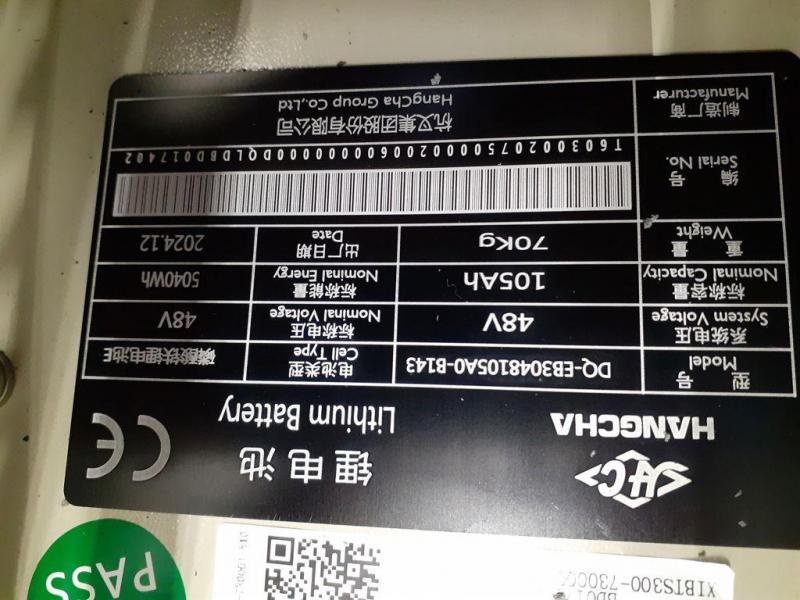 HANGCHA
锂电池
Lithium Battery
CE
型号
Model
DQ-EB3048105A0-B143
电池类型
Cell Type
磷酸铁锂电池E
系统电压
System Voltage
48V
标称电压
Nominal Voltage
48V
标称容量
Nominal Capacity
105Ah
标称能量
Nominal Energy
5040Wh
重量
Weight
70Kg
出厂日期
Date
2024.12
编号
Serial No.
制造厂商
Manufacturer
杭叉集团股份有限公司
HangCha Group Co.,Ltd
PASS